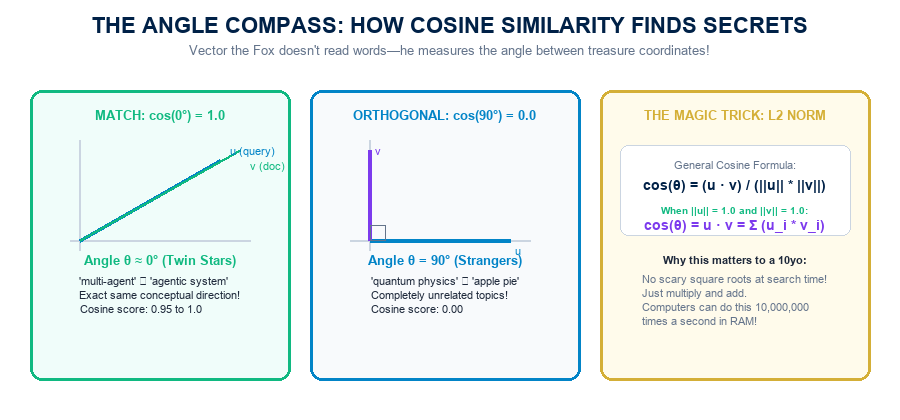 THE ANGLE COMPASS: HOW COSINE SIMILARITY FINDS SECRETS
Vector the Fox doesn't read words—he measures the angle between treasure coordinates!
MATCH: cos(0°) = 1.0
u (query)
v (doc)
Angle θ ≈ 0° (Twin Stars)
'multi-agent' 'agentic system'
Exact same conceptual direction!
Cosine score: 0.95 to 1.0
ORTHOGONAL: cos(90°) = 0.0
v
u
Angle θ = 90° (Strangers)
'quantum physics' 'apple pie'
Completely unrelated topics!
Cosine score: 0.00
THE MAGIC TRICK: L2 NORM
General Cosine Formula:
cos(θ) = (u · v) / (||u|| * ||v||)
When ||u|| = 1.0 and ||v|| = 1.0:
cos(θ) = u · v = Σ (u_i * v_i)
Why this matters to a 10yo:
No scary square roots at search time!
Just multiply and add.
Computers can do this 10,000,000
times a second in RAM!